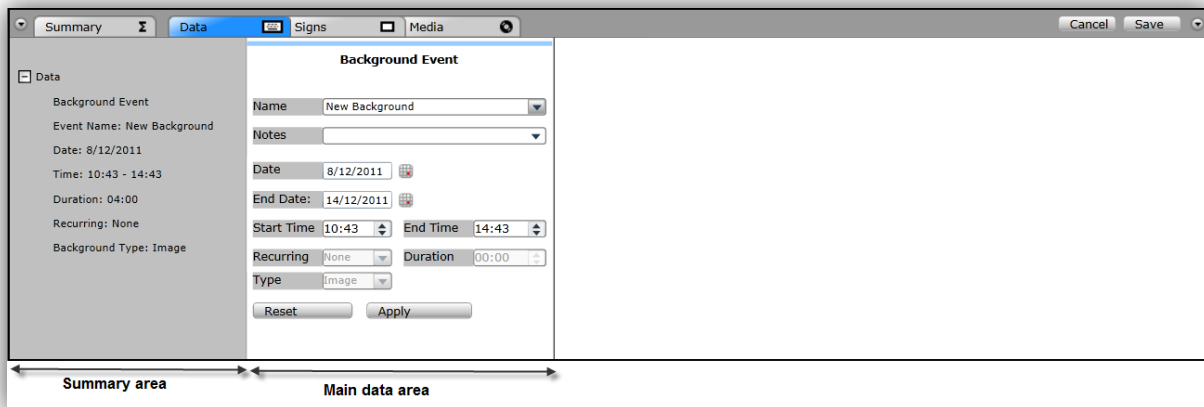 Summary Σ Data Signs Media Cancel Save
Background Event
Data
Background Event
Event Name: New Background
Date: 8/12/2011
Time: 10:43 - 14:43
Duration: 04:00
Recurring: None
Background Type: Image
Name New Background
Notes
Date 8/12/2011
End Date: 14/12/2011
Start Time 10:43 End Time 14:43
Recurring None Duration 00:00
Type Image
Reset Apply
Summary area
Main data area